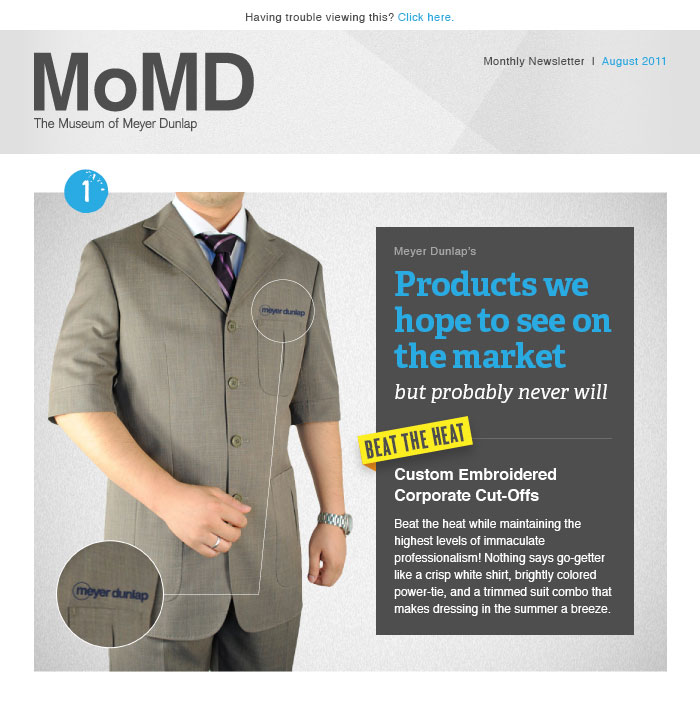 Having trouble viewing this? Click here.
MoMD
The Museum of Meyer Dunlap
Monthly Newsletter | August 2011
1
meyer dunlap
Meyer Dunlap's
Products we
hope to see on
the market
but probably never will
BEAT THE HEAT
Custom Embroidered
Corporate Cut-Offs
Beat the heat while maintaining the
highest levels of immaculate
professionalism! Nothing says go-getter
like a crisp white shirt, brightly colored
power-tie, and a trimmed suit combo that
makes dressing in the summer a breeze.
meyer dunlap